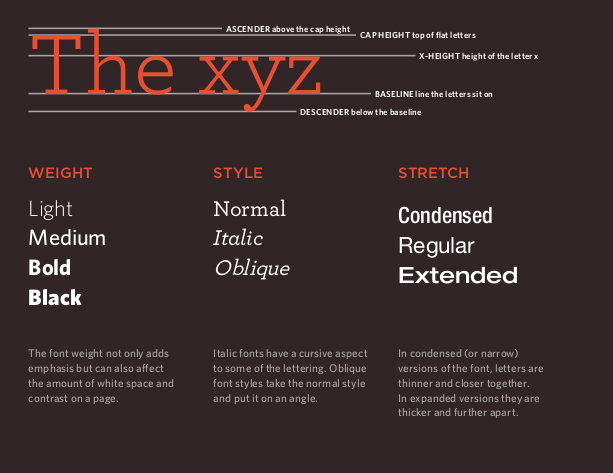 The xyz
ASCENDER above the cap height
CAP HEIGHT top of flat letters
X-HEIGHT height of the letter x
BASELINE line the letters sit on
DESCENDER below the baseline
WEIGHT
Light
Medium
Bold
Black
The font weight not only adds
emphasis but can also affect
the amount of white space and
contrast on a page.
STYLE
Normal
Italic
Oblique
Italic fonts have a cursive aspect
to some of the lettering. Oblique
font styles take the normal style
and put it on an angle.
STRETCH
Condensed
Regular
Extended
In condensed (or narrow)
versions of the font, letters are
thinner and closer together.
In expanded versions they are
thicker and further apart.